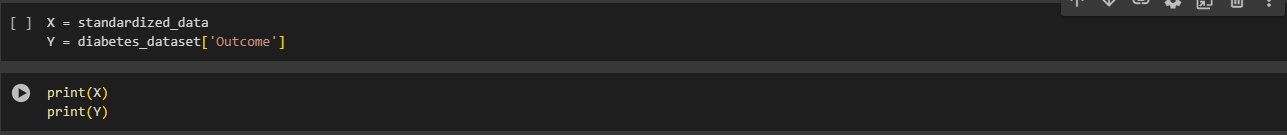 [ ] X = standardized_data
Y = diabetes_dataset['Outcome']
print(X)
print(Y)